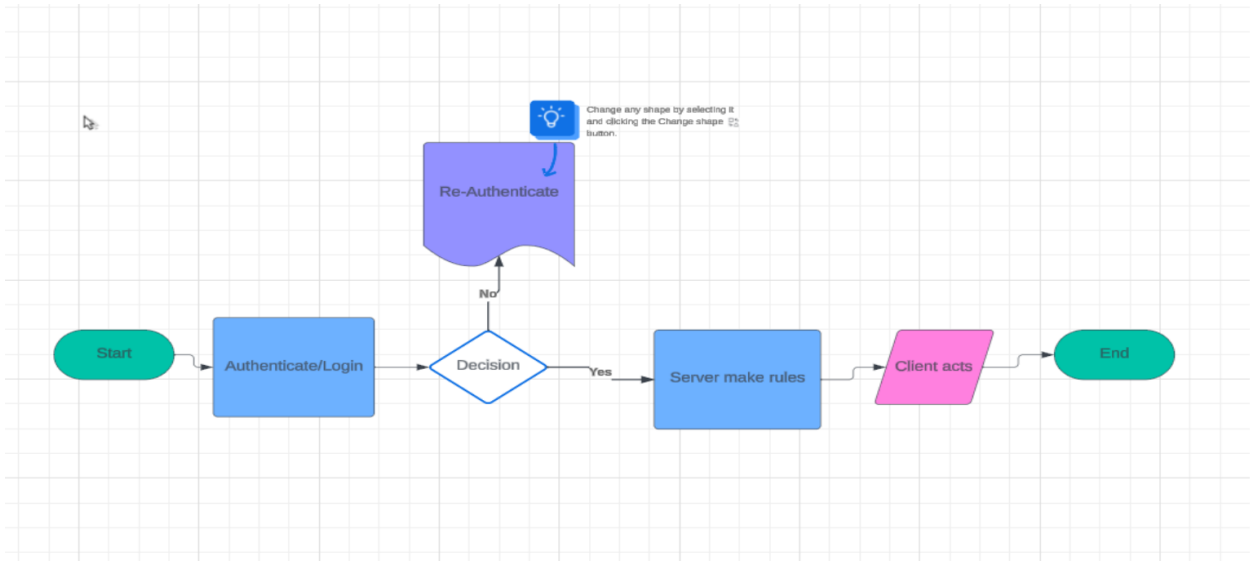 Change any shape by selecting it
and clicking the Change shape
button.
Re-Authenticate
No
Start
Authenticate/Login
Decision
Yes
Server make rules
Client acts
End